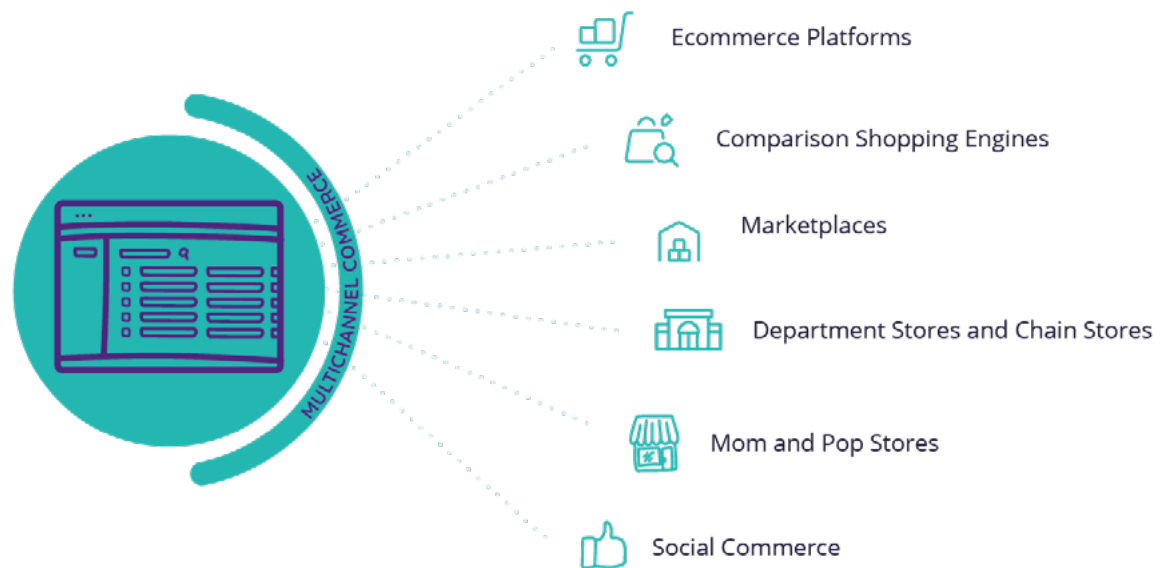 MULTICHANNEL COMMERCE
Ecommerce Platforms
Comparison Shopping Engines
Marketplaces
Department Stores and Chain Stores
Mom and Pop Stores
Social Commerce